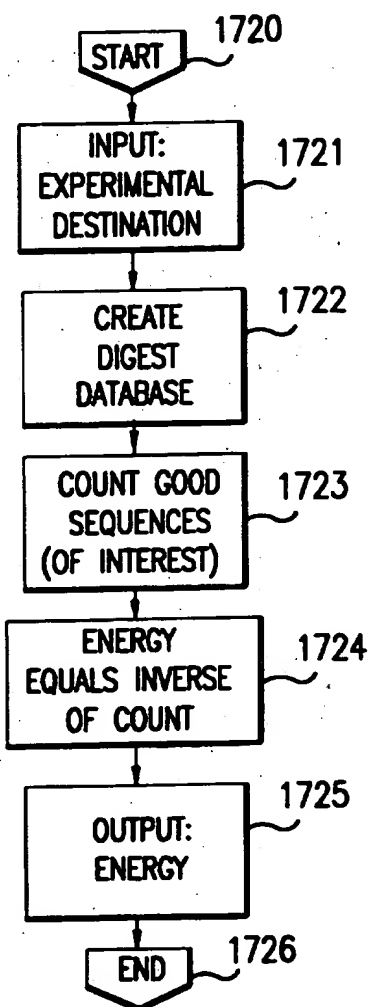 START
1720
INPUT:
EXPERIMENTAL
DESTINATION
1721
CREATE
DIGEST
DATABASE
1722
COUNT GOOD
SEQUENCES
(OF INTEREST)
1723
ENERGY
EQUALS INVERSE
OF COUNT
1724
OUTPUT:
ENERGY
1725
END
1726